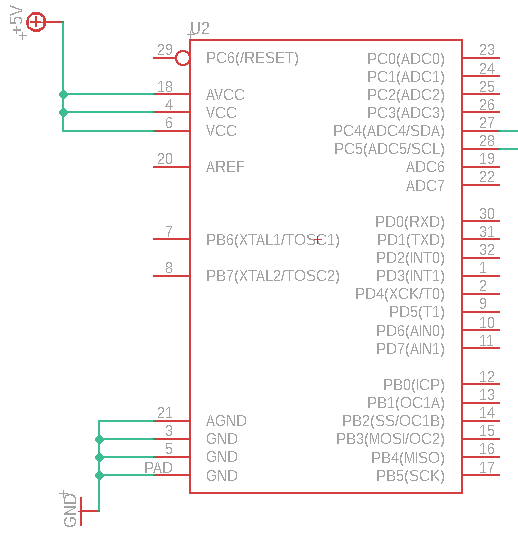 +5V
U2
29 PC6(/RESET)
18 AVCC
4 VCC
6 VCC
20 AREF
7 PB6(XTAL1/TOSC1)
8 PB7(XTAL2/TOSC2)
21 AGND
3 GND
5 GND
PAD GND
GND
PC0(ADC0) 23
PC1(ADC1) 24
PC2(ADC2) 25
PC3(ADC3) 26
PC4(ADC4/SDA) 27
PC5(ADC5/SCL) 28
ADC6 19
ADC7 22
PD0(RXD) 30
PD1(TXD) 31
PD2(INT0) 32
PD3(INT1) 1
PD4(XCK/T0) 2
PD5(T1) 9
PD6(AIN0) 10
PD7(AIN1) 11
PB0(ICP) 12
PB1(OC1A) 13
PB2(SS/OC1B) 14
PB3(MOSI/OC2) 15
PB4(MISO) 16
PB5(SCK) 17